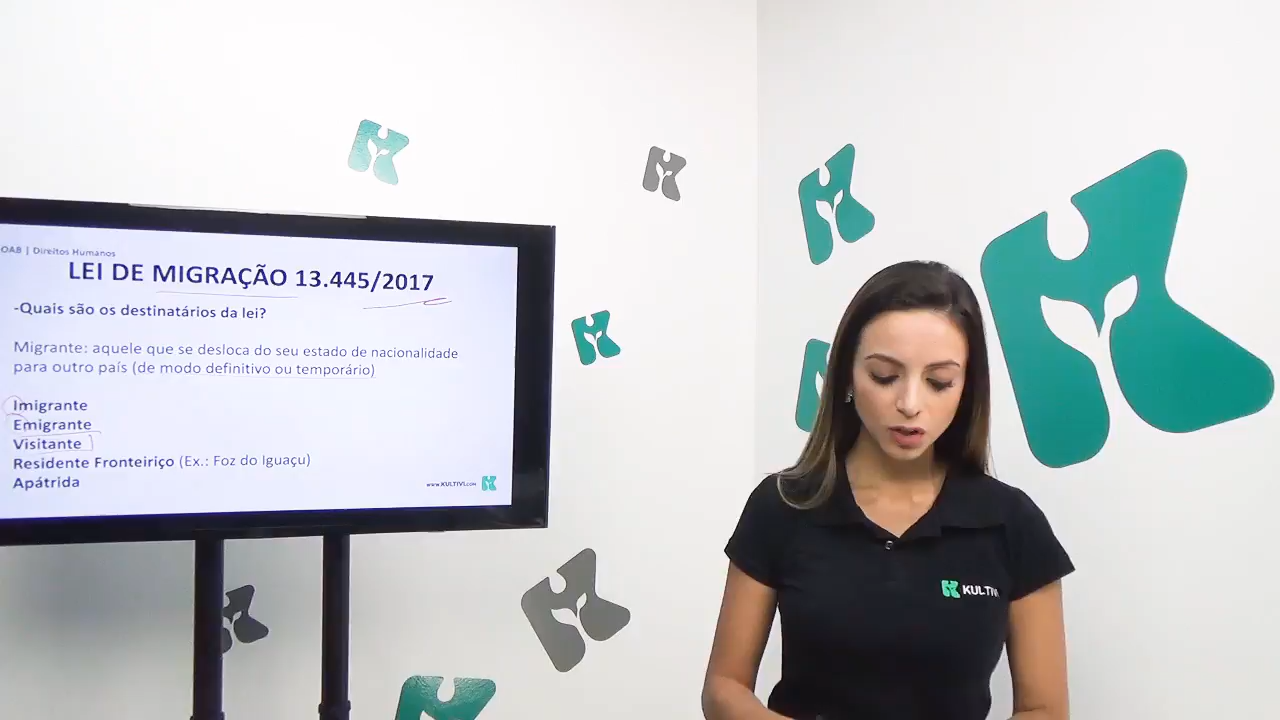 OAB | Direitos Humanos
LEI DE MIGRAÇÃO 13.445/2017
-Quais são os destinatários da lei?
Migrante: aquele que se desloca do seu estado de nacionalidade
para outro país (de modo definitivo ou temporário)
Imigrante
Emigrante
Visitante
Residente Fronteiriço (Ex.: Foz do Iguaçu)
Apátrida
www.KULTIVI.com
KULTIVI